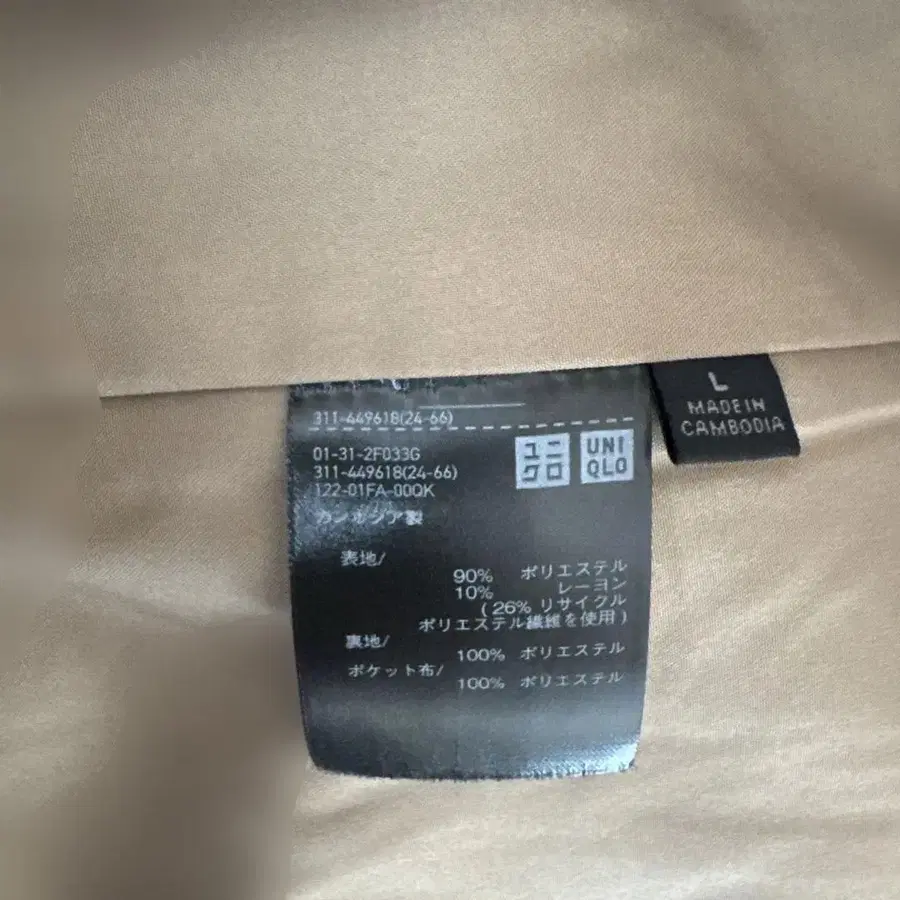 311-449618(24-66)
01-31-2F033G
311-449618(24-66)
122-01FA-00QK
カンボジア製
ユニ
クロ
UNI
QLO
表地/
90% ポリエステル
10% レーヨン
(26% リサイクル
ポリエステル繊維を使用)
裏地/
100% ポリエステル
ポケット布/
100% ポリエステル
L
MADE IN
CAMBODIA